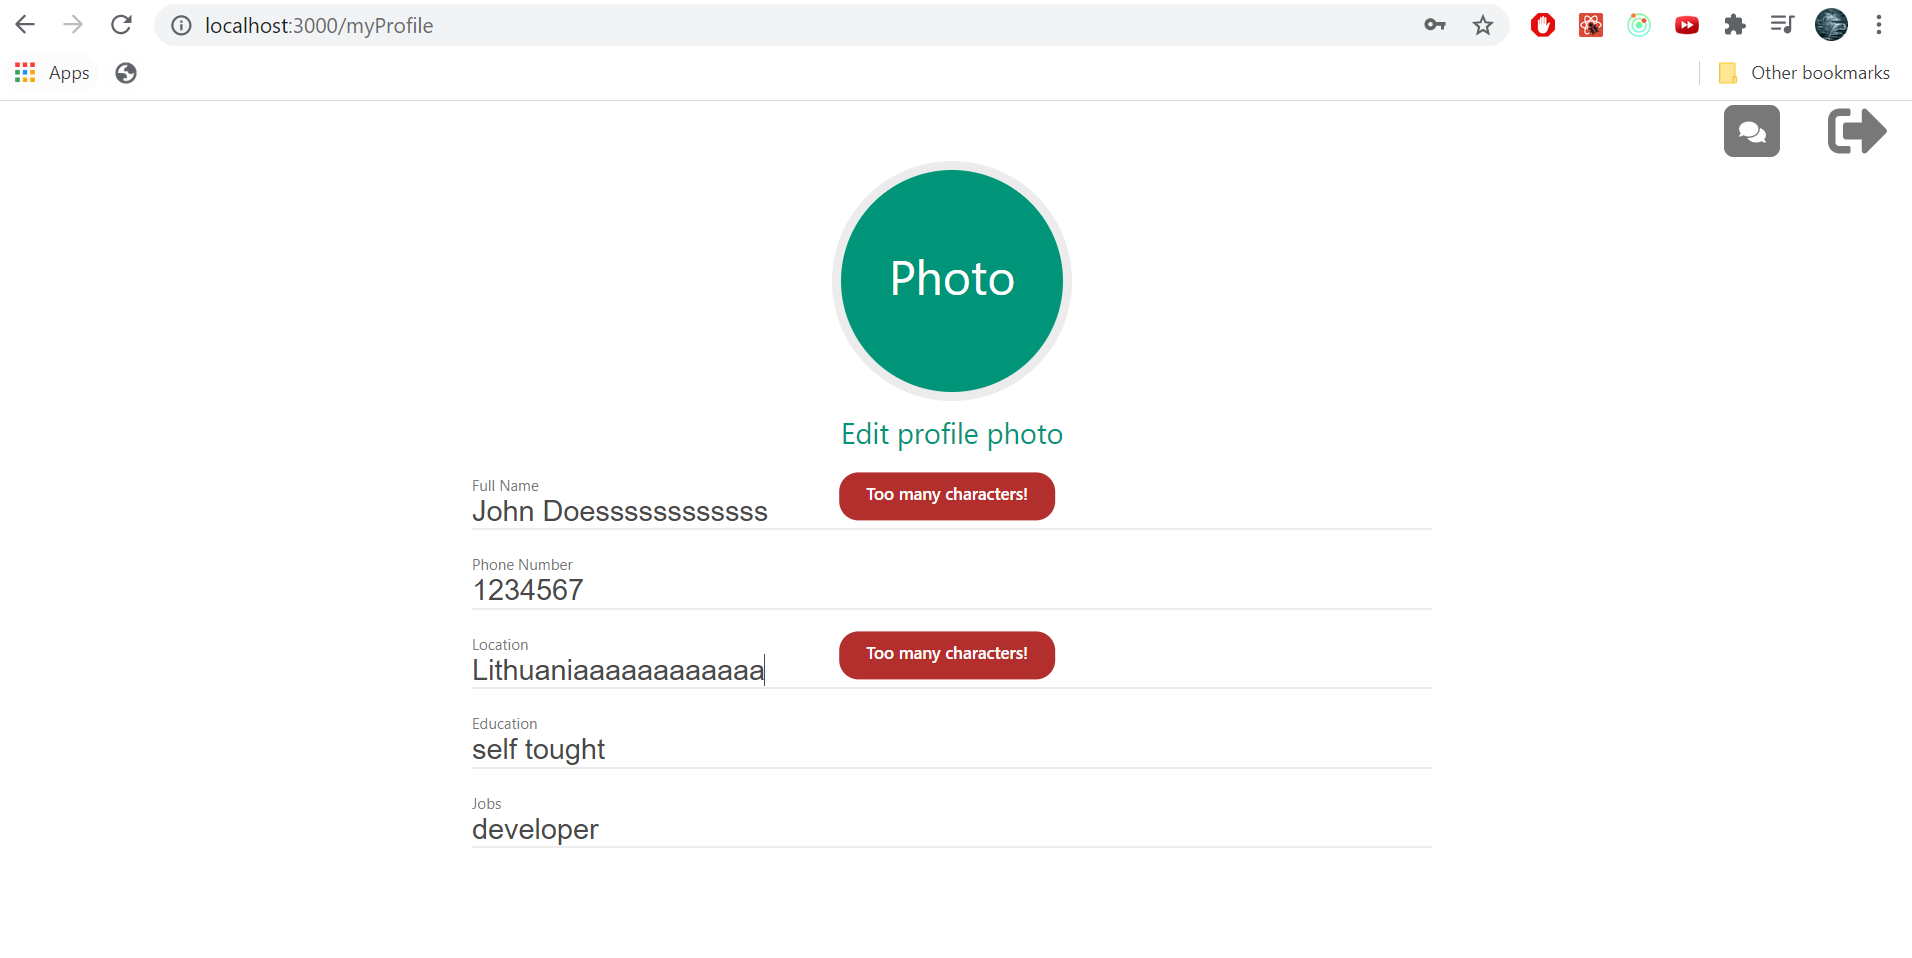 localhost:3000/myProfile
Apps
Other bookmarks
Photo
Edit profile photo
Full Name
John Doessssssssssss
Too many characters!
Phone Number
1234567
Location
Lithuaniaaaaaaaaaaaa
Too many characters!
Education
self tought
Jobs
developer